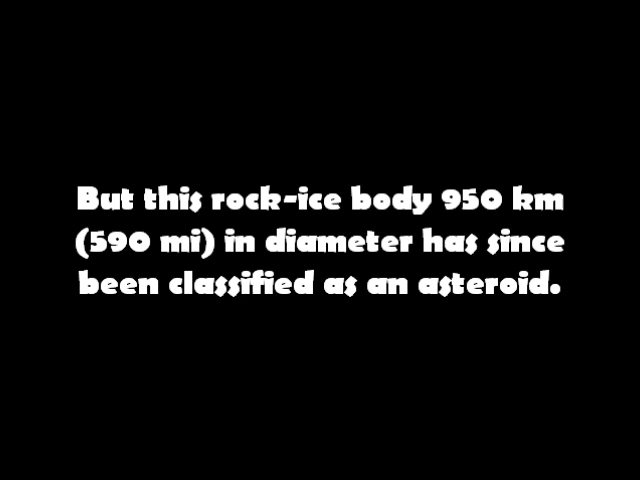 But this rock-ice body 950 km
(590 mi) in diameter has since
been classified as an asteroid.